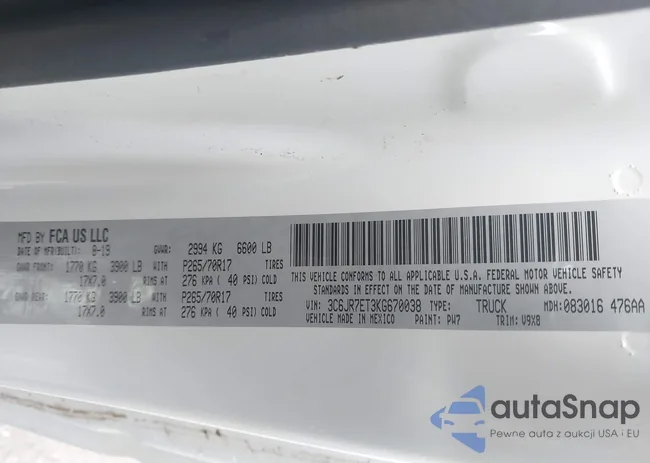 MFD BY FCA US LLC
DATE OF MFR(BUILT): 8-19 GVWR: 2994 KG 6600 LB
GAWR FRONT: 1770 KG 3900 LB WITH P265/70R17 TIRES
17X7.0 RIMS AT 276 KPA ( 40 PSI) COLD
GAWR REAR: 1770 KG 3900 LB WITH P265/70R17 TIRES
17X7.0 RIMS AT 276 KPA ( 40 PSI) COLD
THIS VEHICLE CONFORMS TO ALL APPLICABLE U.S.A. FEDERAL MOTOR VEHICLE SAFETY
STANDARDS IN EFFECT ON THE DATE OF MANUFACTURE SHOWN ABOVE.
VIN: 3C6JR7ET3KG670038 TYPE: TRUCK MDH: 083016 476AA
VEHICLE MADE IN MEXICO PAINT: PW7 TRIM: V9X8
autaSnap
Pewne auta z aukcji USA i EU